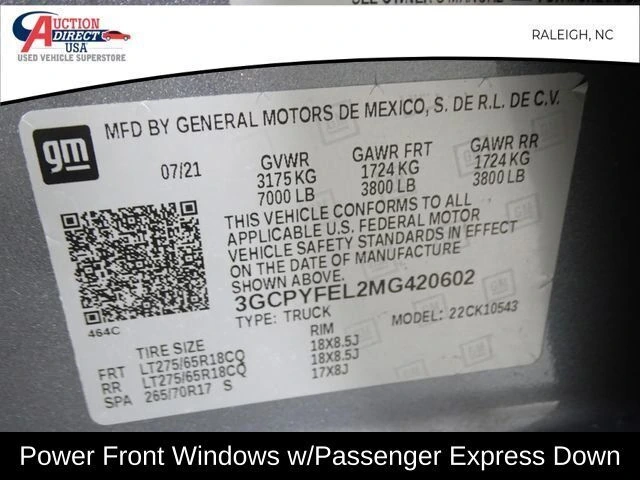 AUCTION
DIRECT
USA
USED VEHICLE SUPERSTORE
RALEIGH, NC
gm
MFD BY GENERAL MOTORS DE MEXICO, S. DE R.L. DE C.V.
07/21 GVWR GAWR FRT GAWR RR
3175 KG 1724 KG 1724 KG
7000 LB 3800 LB 3800 LB
THIS VEHICLE CONFORMS TO ALL
APPLICABLE U.S. FEDERAL MOTOR
VEHICLE SAFETY STANDARDS IN EFFECT
ON THE DATE OF MANUFACTURE
SHOWN ABOVE.
3GCPYFEL2MG420602
TYPE: TRUCK MODEL: 22CK10543
464C
TIRE SIZE RIM
FRT LT275/65R18CQ 18X8.5J
RR LT275/65R18CQ 18X8.5J
SPA 265/70R17 S 17X8J
Power Front Windows w/Passenger Express Down